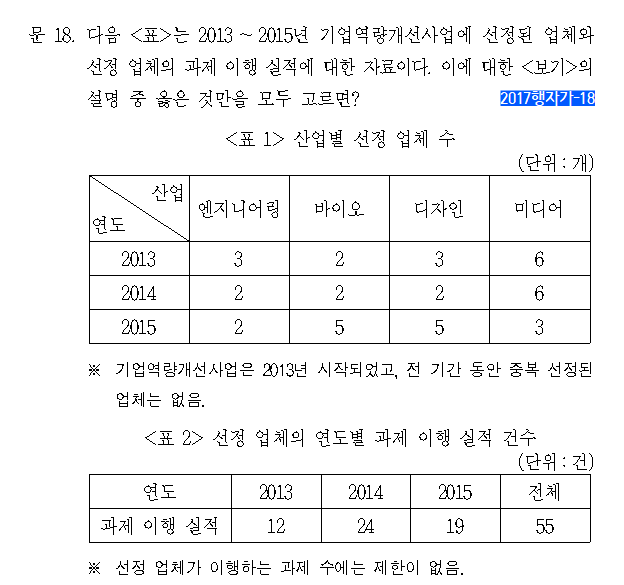 문 18. 다음 <표>는 2013 ~ 2015년 기업역량개선사업에 선정된 업체와
선정 업체의 과제 이행 실적에 대한 자료이다. 이에 대한 <보기>의
설명 중 옳은 것만을 모두 고르면?
2017행자가-18
<표 1> 산업별 선정 업체 수
(단위 : 개)
산업
연도
엔지니어링 바이오 디자인 미디어
2013 3 2 3 6
2014 2 2 2 6
2015 2 5 5 3
※ 기업역량개선사업은 2013년 시작되었고, 전 기간 동안 중복 선정된
업체는 없음.
<표 2> 선정 업체의 연도별 과제 이행 실적 건수
(단위 : 건)
연도 2013 2014 2015 전체
과제 이행 실적 12 24 19 55
※ 선정 업체가 이행하는 과제 수에는 제한이 없음.